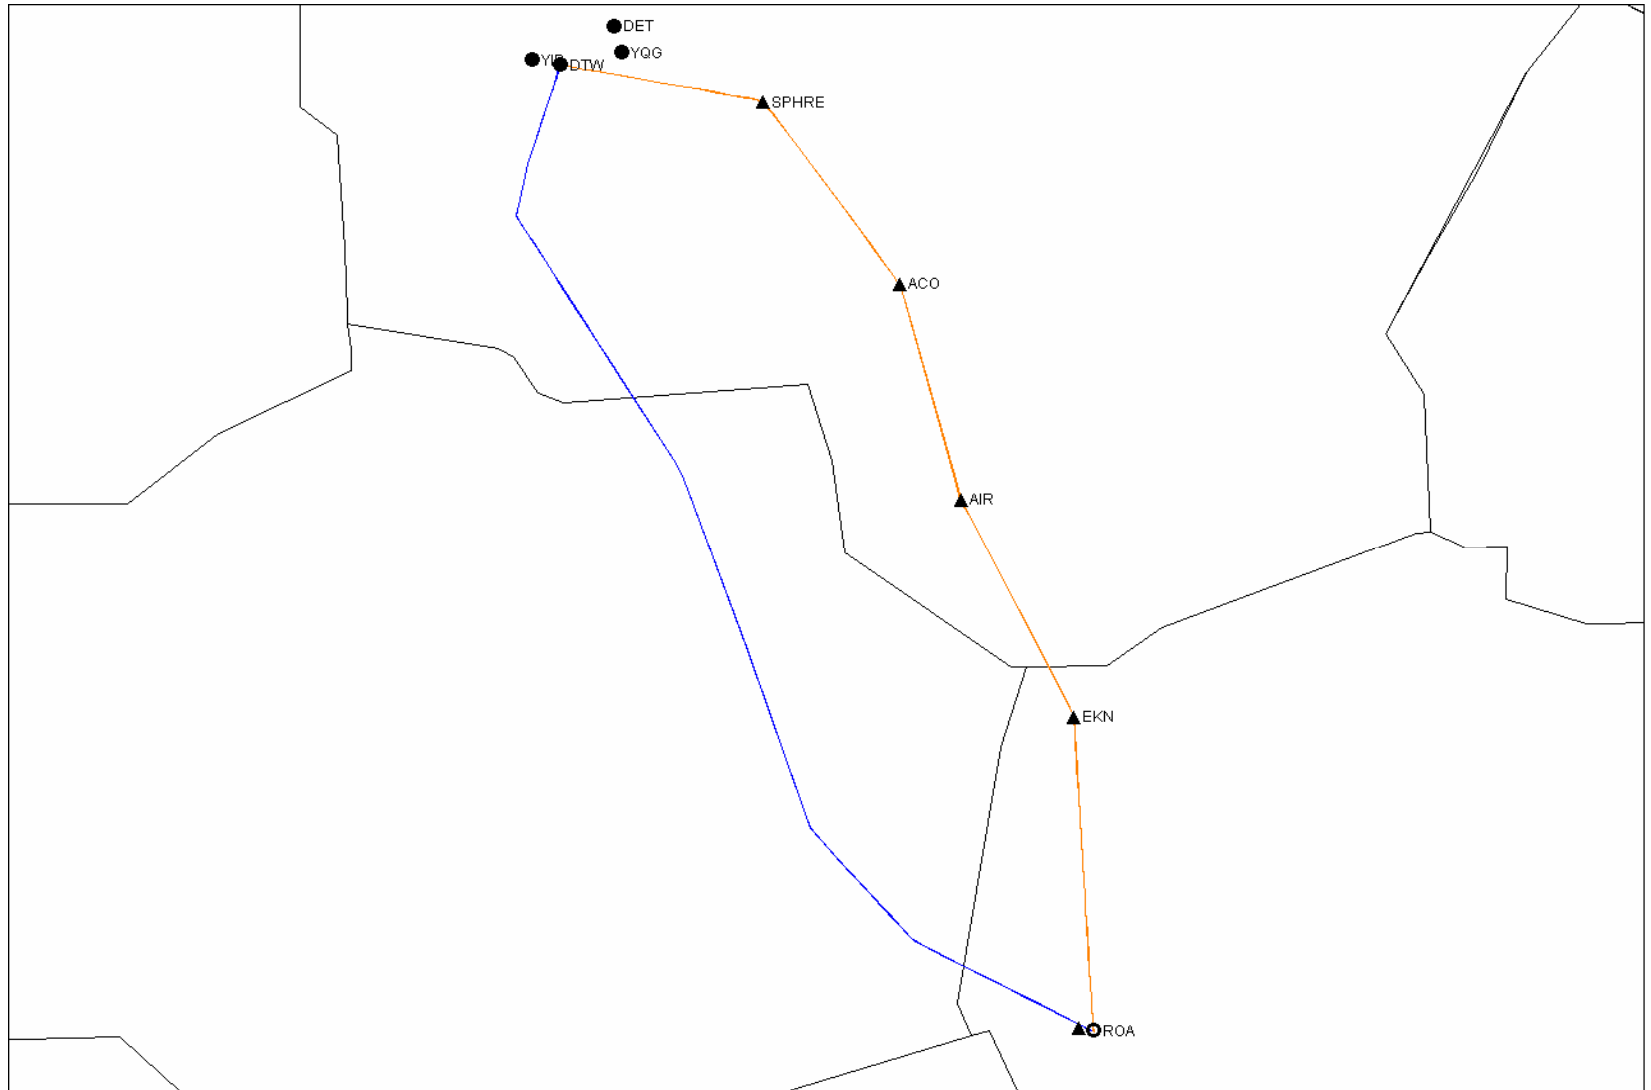 DET
YQG
YIP
DTW
SPHRE
ACO
AIR
EKN
ROA